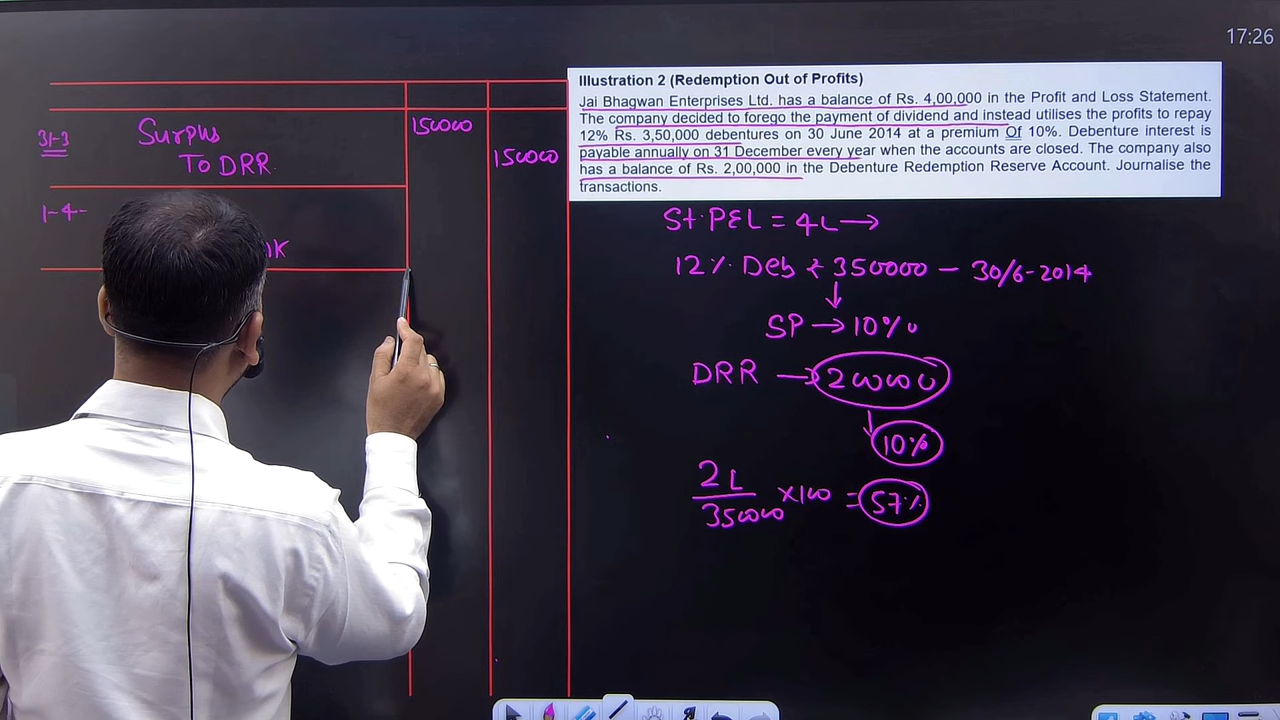 17:26
31-3 Surplus 150000
To DRR 150000
1-4-
Illustration 2 (Redemption Out of Profits)
Jai Bhagwan Enterprises Ltd. has a balance of Rs. 4,00,000 in the Profit and Loss Statement.
The company decided to forego the payment of dividend and instead utilises the profits to repay
12% Rs. 3,50,000 debentures on 30 June 2014 at a premium Of 10%. Debenture interest is
payable annually on 31 December every year when the accounts are closed. The company also
has a balance of Rs. 2,00,000 in the Debenture Redemption Reserve Account. Journalise the
transactions.
St. P&L = 4L →
12% Deb ₹ 350000 - 30/6-2014
↓
SP → 10%
DRR → 200000
↓
10%
2L
350000 ×100 = 57%